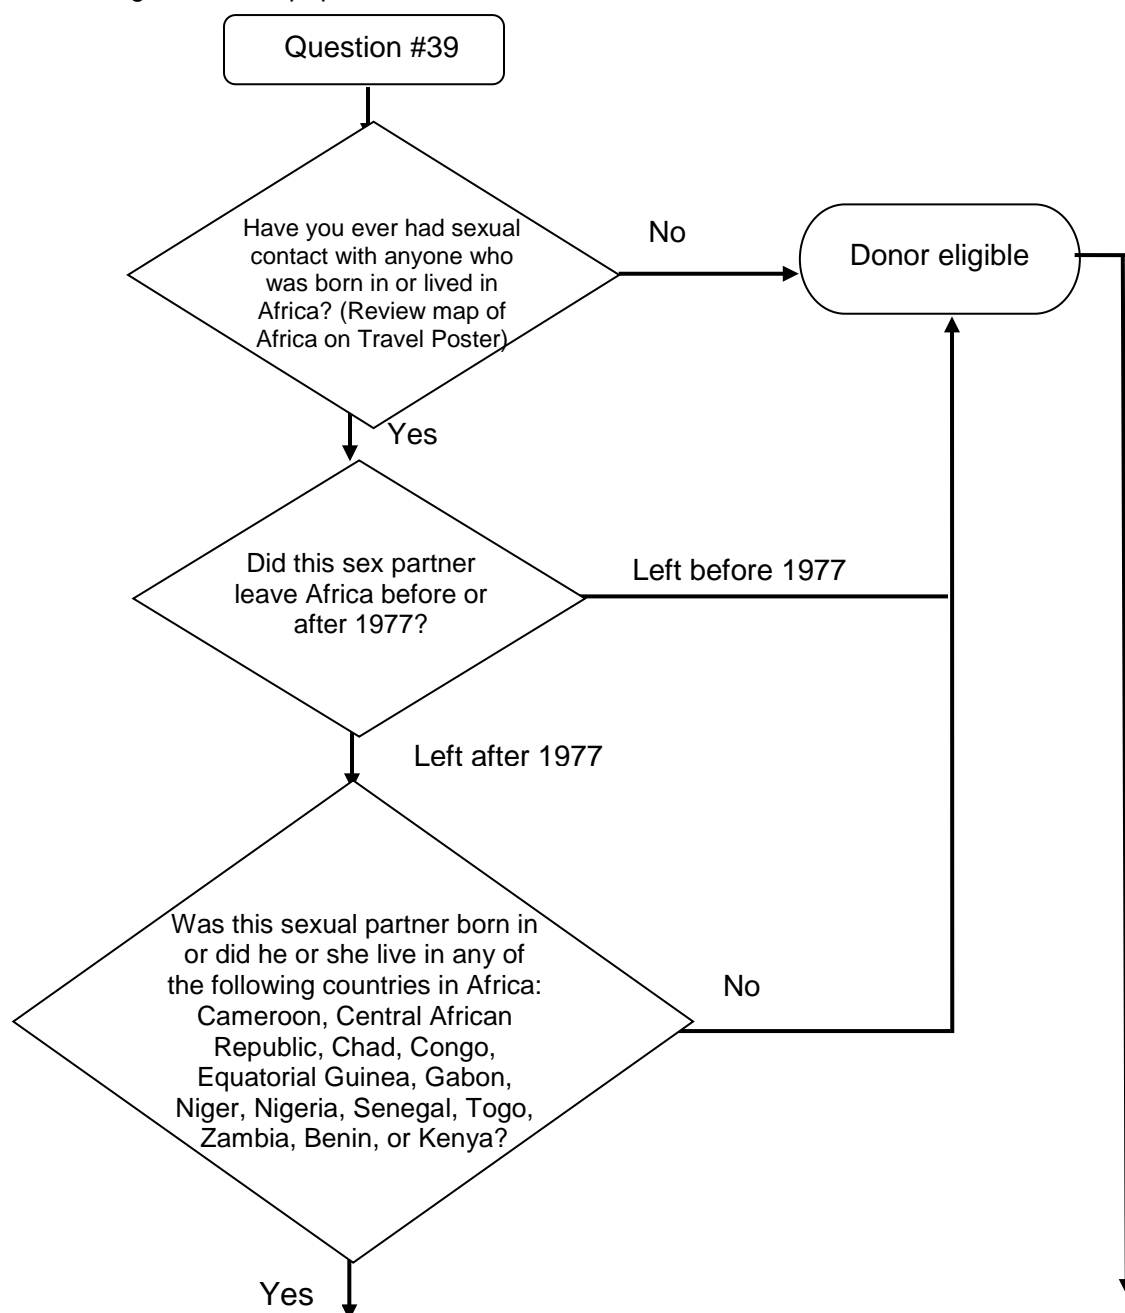 Question #39
Have you ever had sexual
contact with anyone who
was born in or lived in
Africa? (Review map of
Africa on Travel Poster)
No
Donor eligible
Yes
Did this sex partner
leave Africa before or
after 1977?
Left before 1977
Left after 1977
Was this sexual partner born in
or did he or she live in any of
the following countries in Africa:
Cameroon, Central African
Republic, Chad, Congo,
Equatorial Guinea, Gabon,
Niger, Nigeria, Senegal, Togo,
Zambia, Benin, or Kenya?
No
Yes